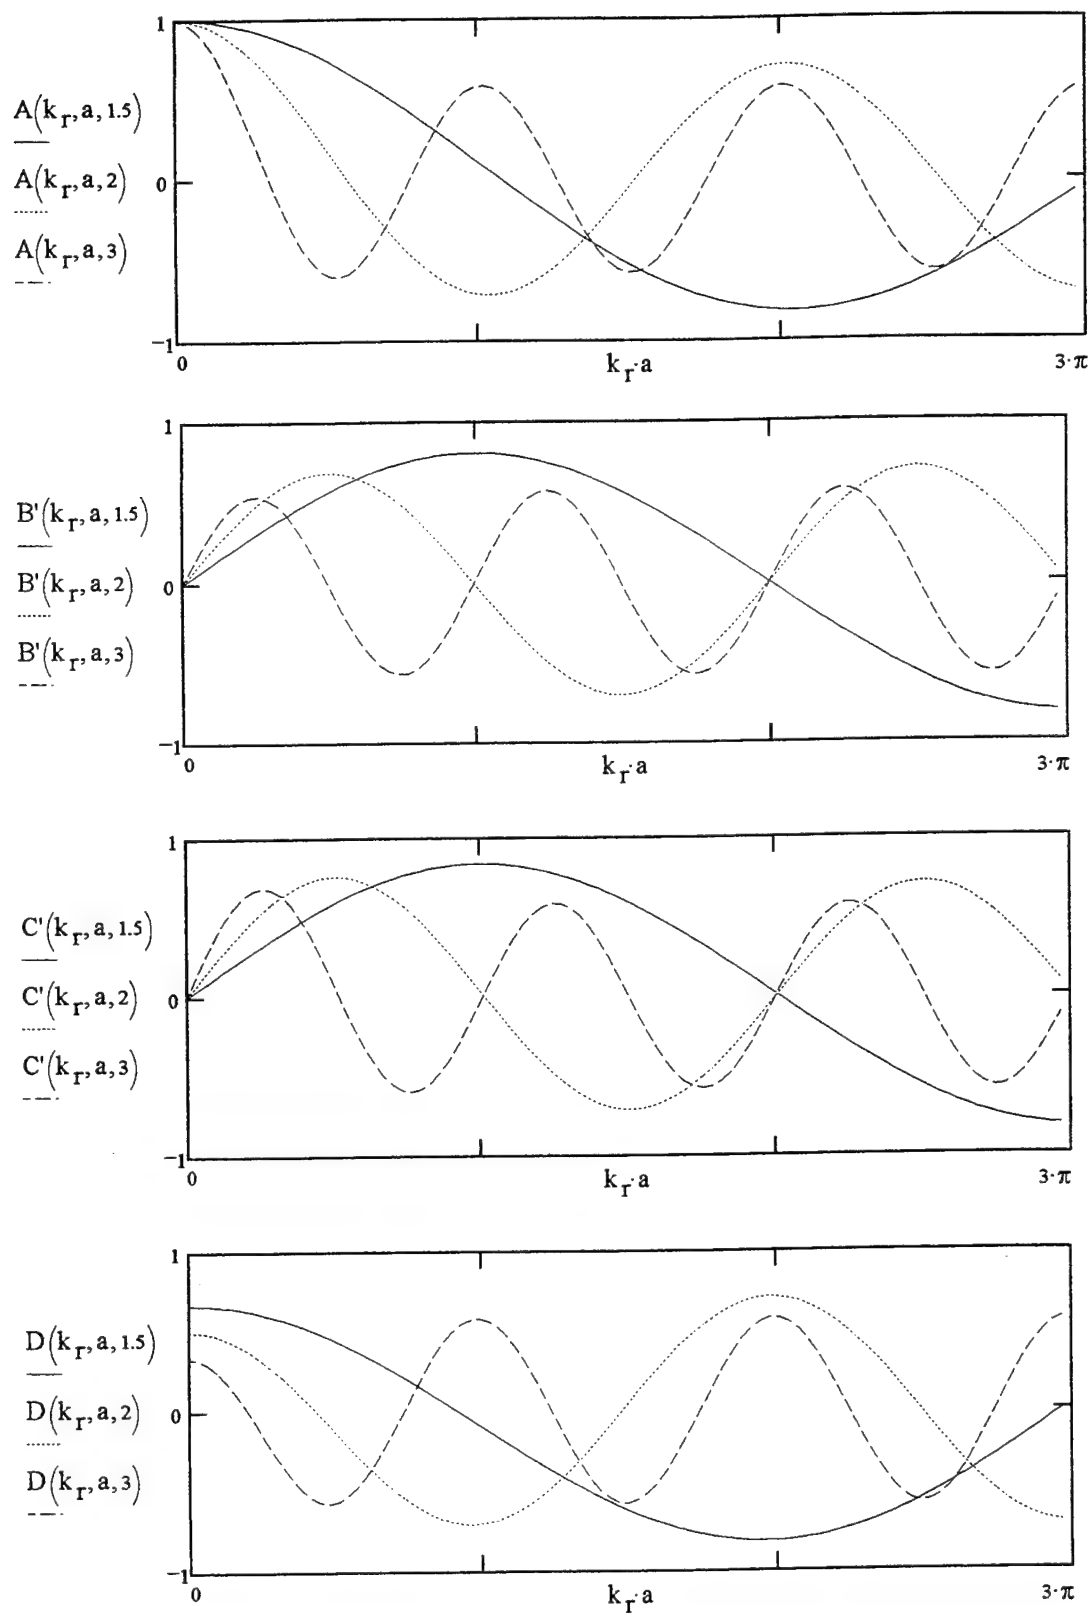 1
A(k_r, a, 1.5)
A(k_r, a, 2)
0
A(k_r, a, 3)
−1
0
k_r·a
3·π
1
B'(k_r, a, 1.5)
B'(k_r, a, 2)
0
B'(k_r, a, 3)
−1
0
k_r·a
3·π
1
C'(k_r, a, 1.5)
C'(k_r, a, 2)
0
C'(k_r, a, 3)
−1
0
k_r·a
3·π
1
D(k_r, a, 1.5)
D(k_r, a, 2)
0
D(k_r, a, 3)
−1
0
k_r·a
3·π